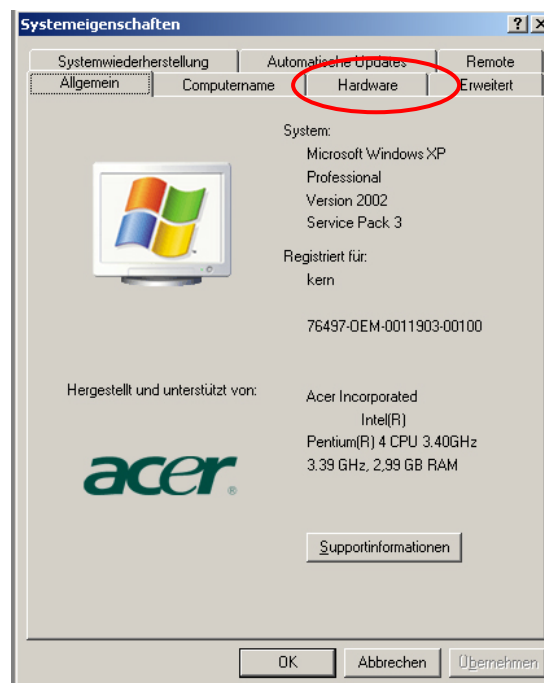 Systemeigenschaften
Systemwiederherstellung Automatische Updates Remote
Allgemein Computername Hardware Erweitert
System:
Microsoft Windows XP
Professional
Version 2002
Service Pack 3
Registriert für:
kern
76497-OEM-0011903-00100
Hergestellt und unterstützt von:
acer
Acer Incorporated
Intel(R)
Pentium(R) 4 CPU 3.40GHz
3.39 GHz, 2,99 GB RAM
Supportinformationen
OK Abbrechen Übernehmen